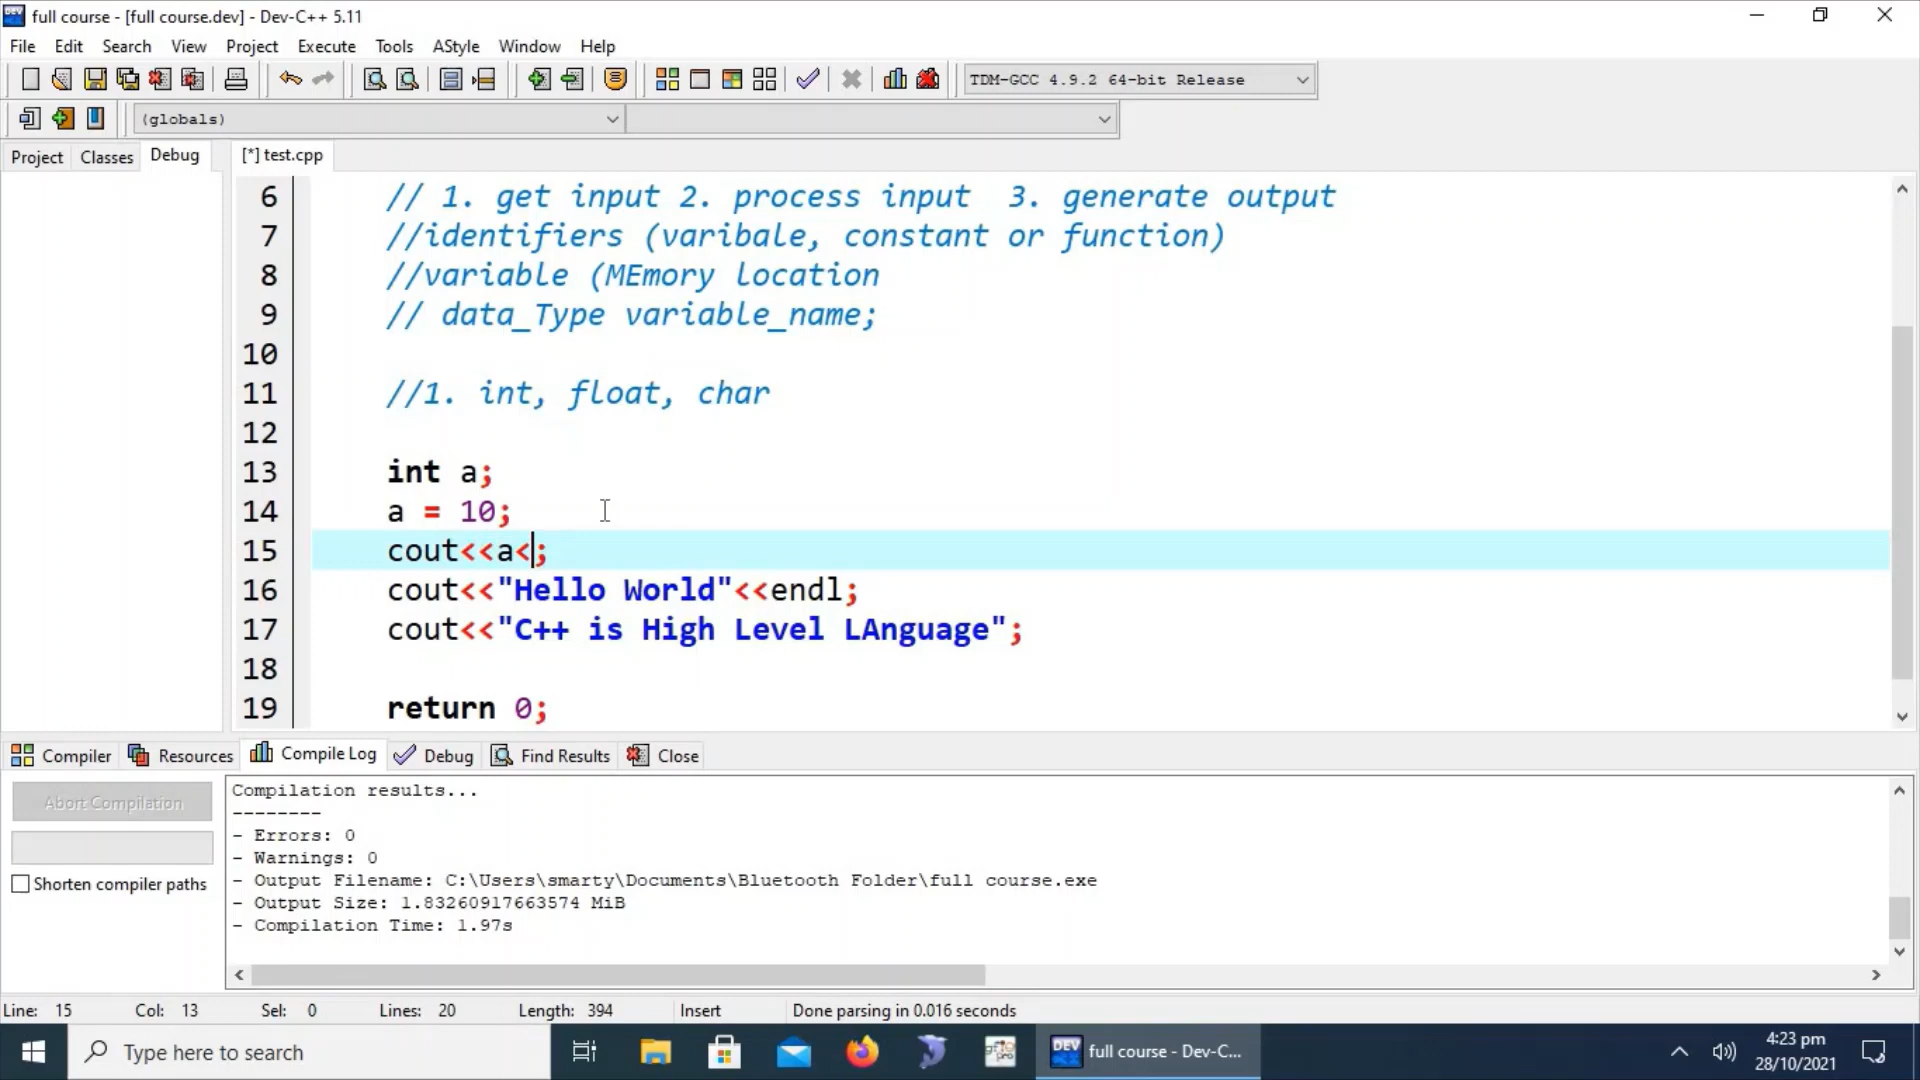 full course - [full course.dev] - Dev-C++ 5.11
File Edit Search View Project Execute Tools AStyle Window Help
TDM-GCC 4.9.2 64-bit Release
(globals)
Project Classes Debug [*] test.cpp
6 // 1. get input 2. process input  3. generate output
7 //identifiers (varibale, constant or function)
8 //variable (MEmory location
9 // data_Type variable_name;
10
11 //1. int, float, char
12
13 int a;
14 a = 10;
15 cout<<a<;
16 cout<<"Hello World"<<endl;
17 cout<<"C++ is High Level LAnguage";
18
19 return 0;
Compiler Resources Compile Log Debug Find Results Close
Abort Compilation
Shorten compiler paths
Compilation results...
--------
- Errors: 0
- Warnings: 0
- Output Filename: C:\Users\smarty\Documents\Bluetooth Folder\full course.exe
- Output Size: 1.83260917663574 MiB
- Compilation Time: 1.97s
Line: 15 Col: 13 Sel: 0 Lines: 20 Length: 394 Insert Done parsing in 0.016 seconds
Type here to search
DEV full course - Dev-C...
4:23 pm
28/10/2021